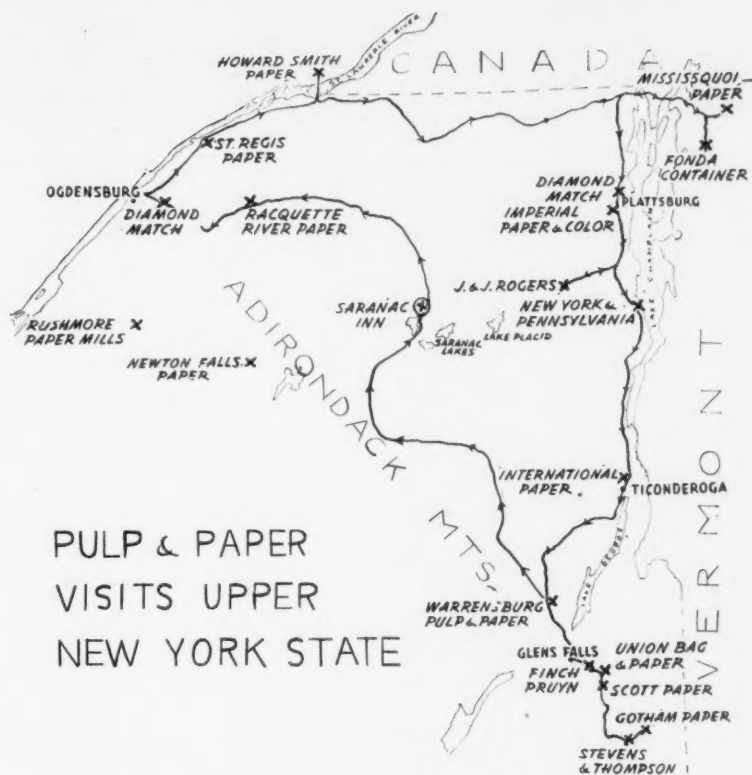 CANADA
HOWARD SMITH
PAPER
ST. LAWRENCE RIVER
MISSISQUOI
PAPER
ST. REGIS
PAPER
FONDA
CONTAINER
OGDENSBURG
DIAMOND
MATCH
RACQUETTE
RIVER PAPER
DIAMOND
MATCH
PLATTSBURG
IMPERIAL
PAPER & COLOR
LAKE CHAMPLAIN
J. & J. ROGERS
SARANAC
INN
NEW YORK &
PENNSYLVANIA
RUSHMORE
PAPER MILLS
SARANAC
LAKES
LAKE PLACID
NEWTON FALLS
PAPER
ADIRONDACK MTS.
VERMONT
INTERNATIONAL
PAPER
TICONDEROGA
LAKE GEORGE
PULP & PAPER
VISITS UPPER
NEW YORK STATE
WARRENSBURG
PULP & PAPER
GLENS FALLS
FINCH
PRUYN
UNION BAG
& PAPER
SCOTT PAPER
GOTHAM PAPER
STEVENS
& THOMPSON